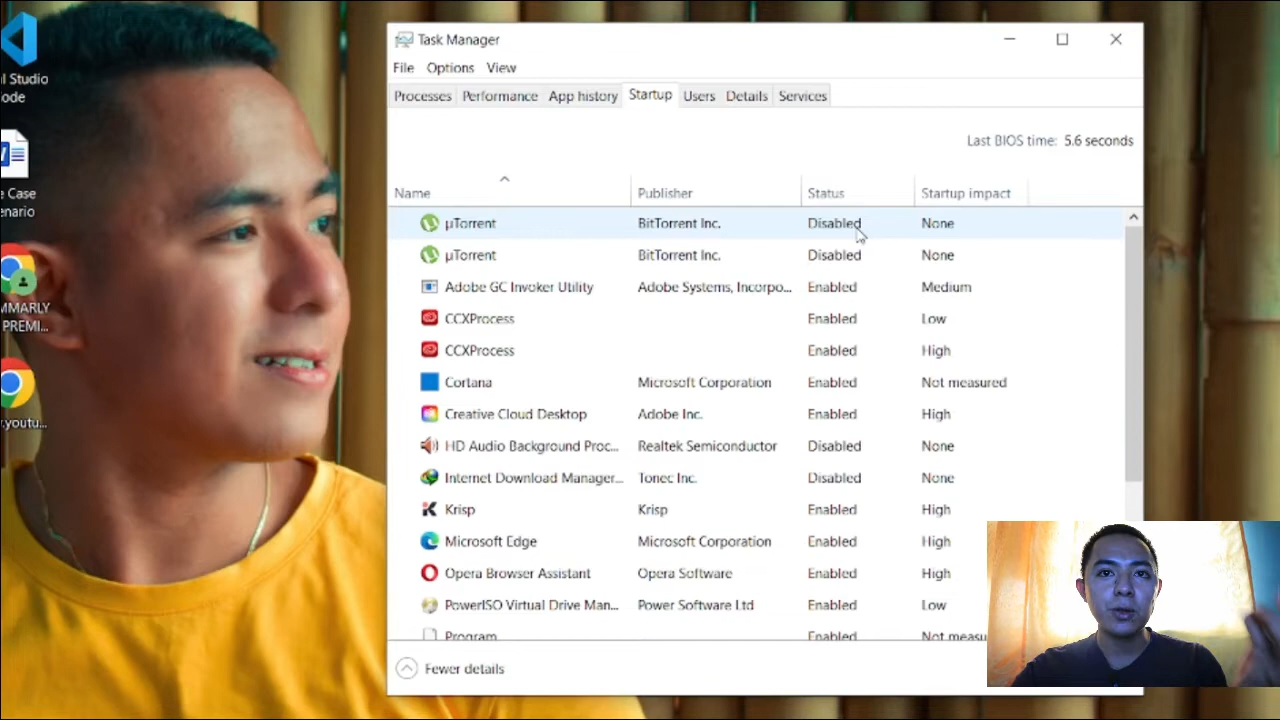 l Studio
ode
e Case
enario
MMARLY
PREMI...
.youtu...
Task Manager
File Options View
Processes Performance App history Startup Users Details Services
Last BIOS time: 5.6 seconds
Name Publisher Status Startup impact
µTorrent BitTorrent Inc. Disabled None
µTorrent BitTorrent Inc. Disabled None
Adobe GC Invoker Utility Adobe Systems, Incorpo... Enabled Medium
CCXProcess Enabled Low
CCXProcess Enabled High
Cortana Microsoft Corporation Enabled Not measured
Creative Cloud Desktop Adobe Inc. Enabled High
HD Audio Background Proc... Realtek Semiconductor Disabled None
Internet Download Manager... Tonec Inc. Disabled None
Krisp Krisp Enabled High
Microsoft Edge Microsoft Corporation Enabled High
Opera Browser Assistant Opera Software Enabled High
PowerISO Virtual Drive Man... Power Software Ltd Enabled Low
Program Enabled Not measu
Fewer details